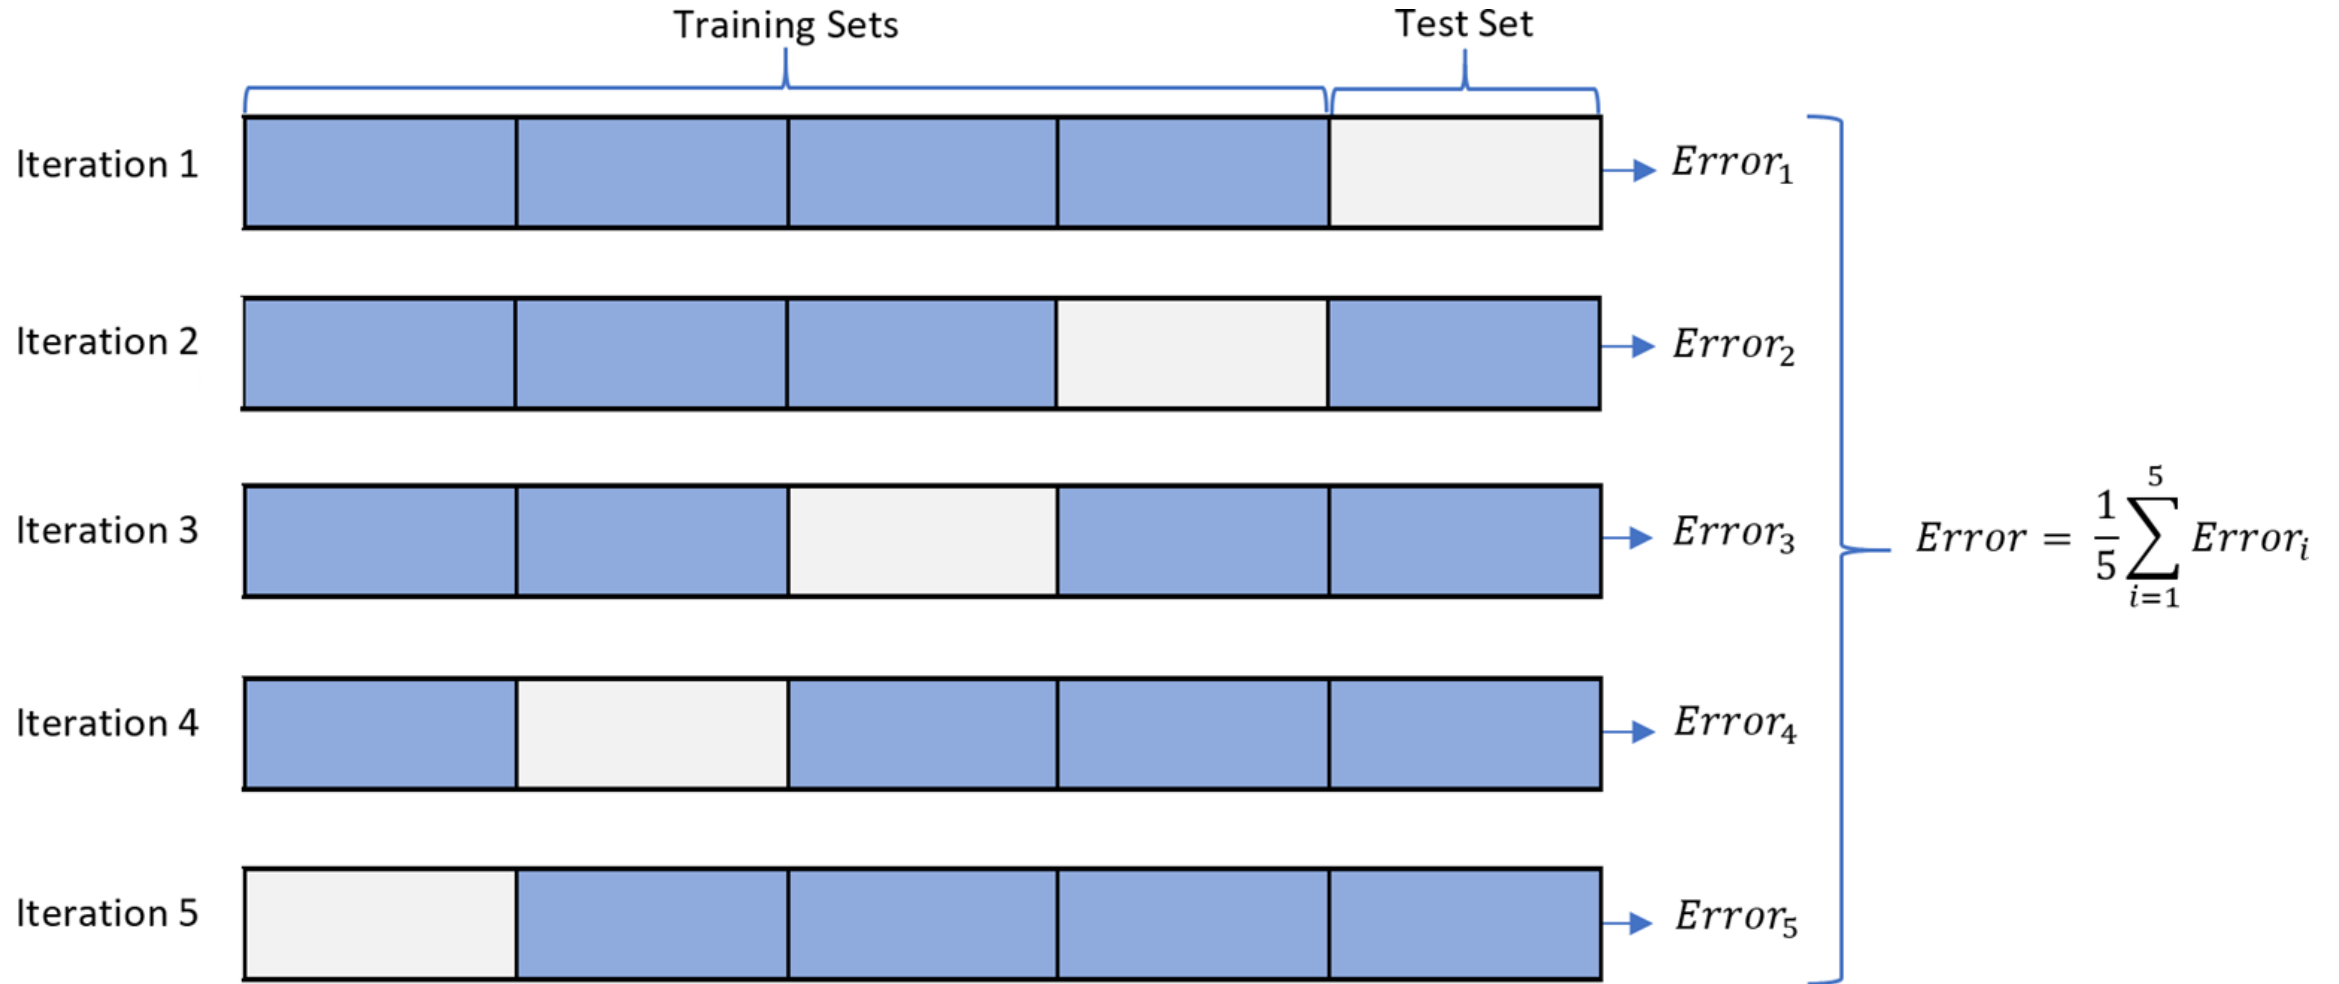 Training Sets
Test Set
Iteration 1
Error₁
Iteration 2
Error₂
Iteration 3
Error₃
Error = 1/5 ∑⁵ᵢ₌₁ Errorᵢ
Iteration 4
Error₄
Iteration 5
Error₅